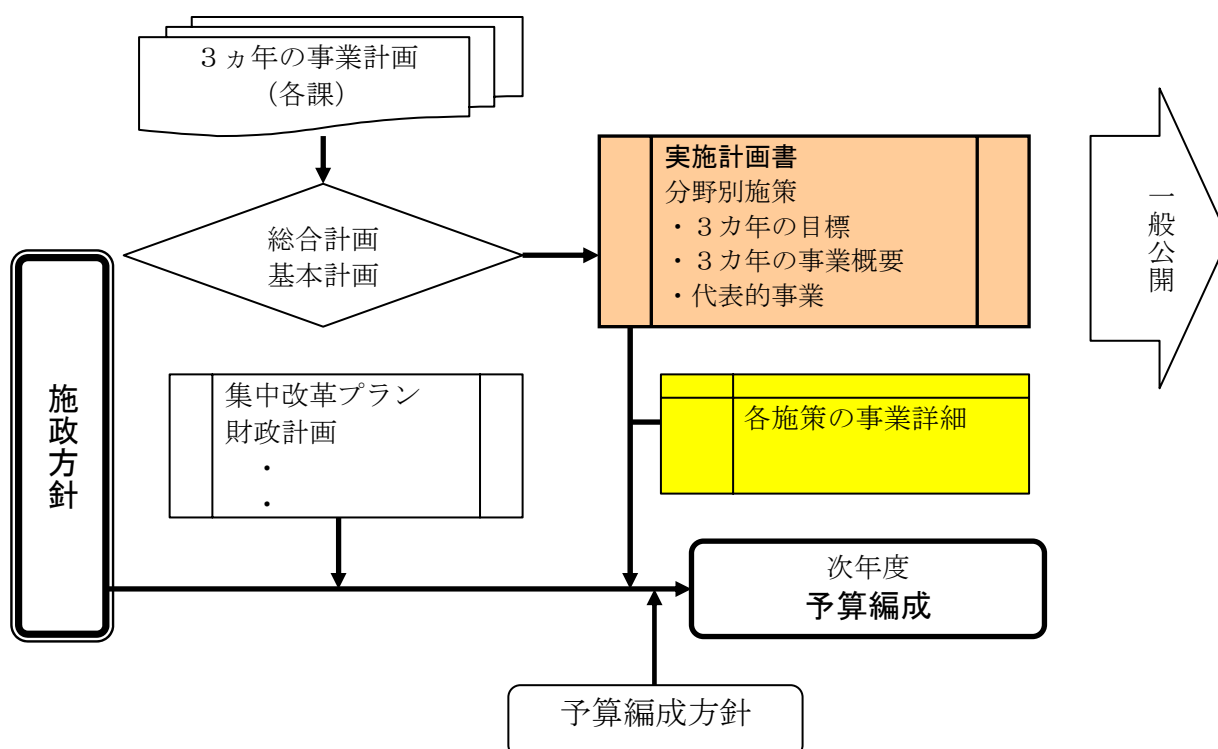 ３ヵ年の事業計画
（各課）
総合計画
基本計画
実施計画書
分野別施策
・３カ年の目標
・３カ年の事業概要
・代表的事業
一般公開
施政方針
集中改革プラン
財政計画
・
・
各施策の事業詳細
次年度
予算編成
予算編成方針